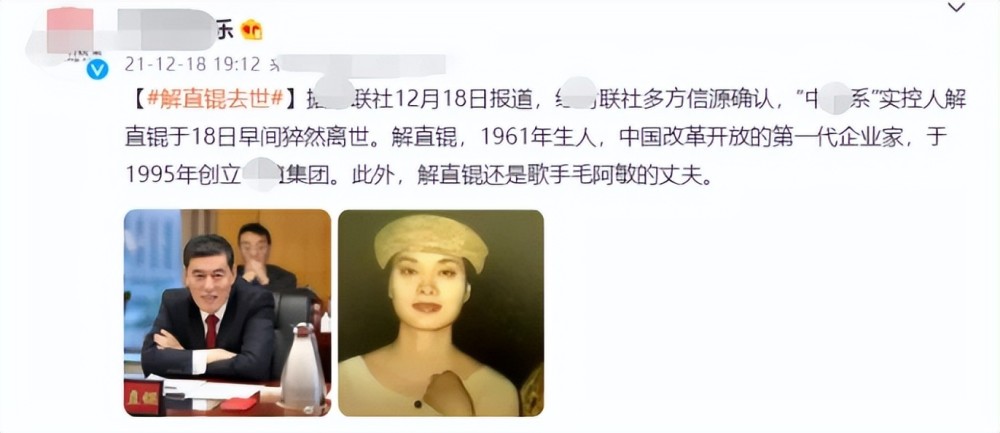 乐
21-12-18 19:12 来
【#解直锟去世#】据 联社12月18日报道，经 联社多方信源确认，“中 系”实控人解
直锟于18日早间猝然离世。解直锟，1961年生人，中国改革开放的第一代企业家，于
1995年创立 集团。此外，解直锟还是歌手毛阿敏的丈夫。
直锟